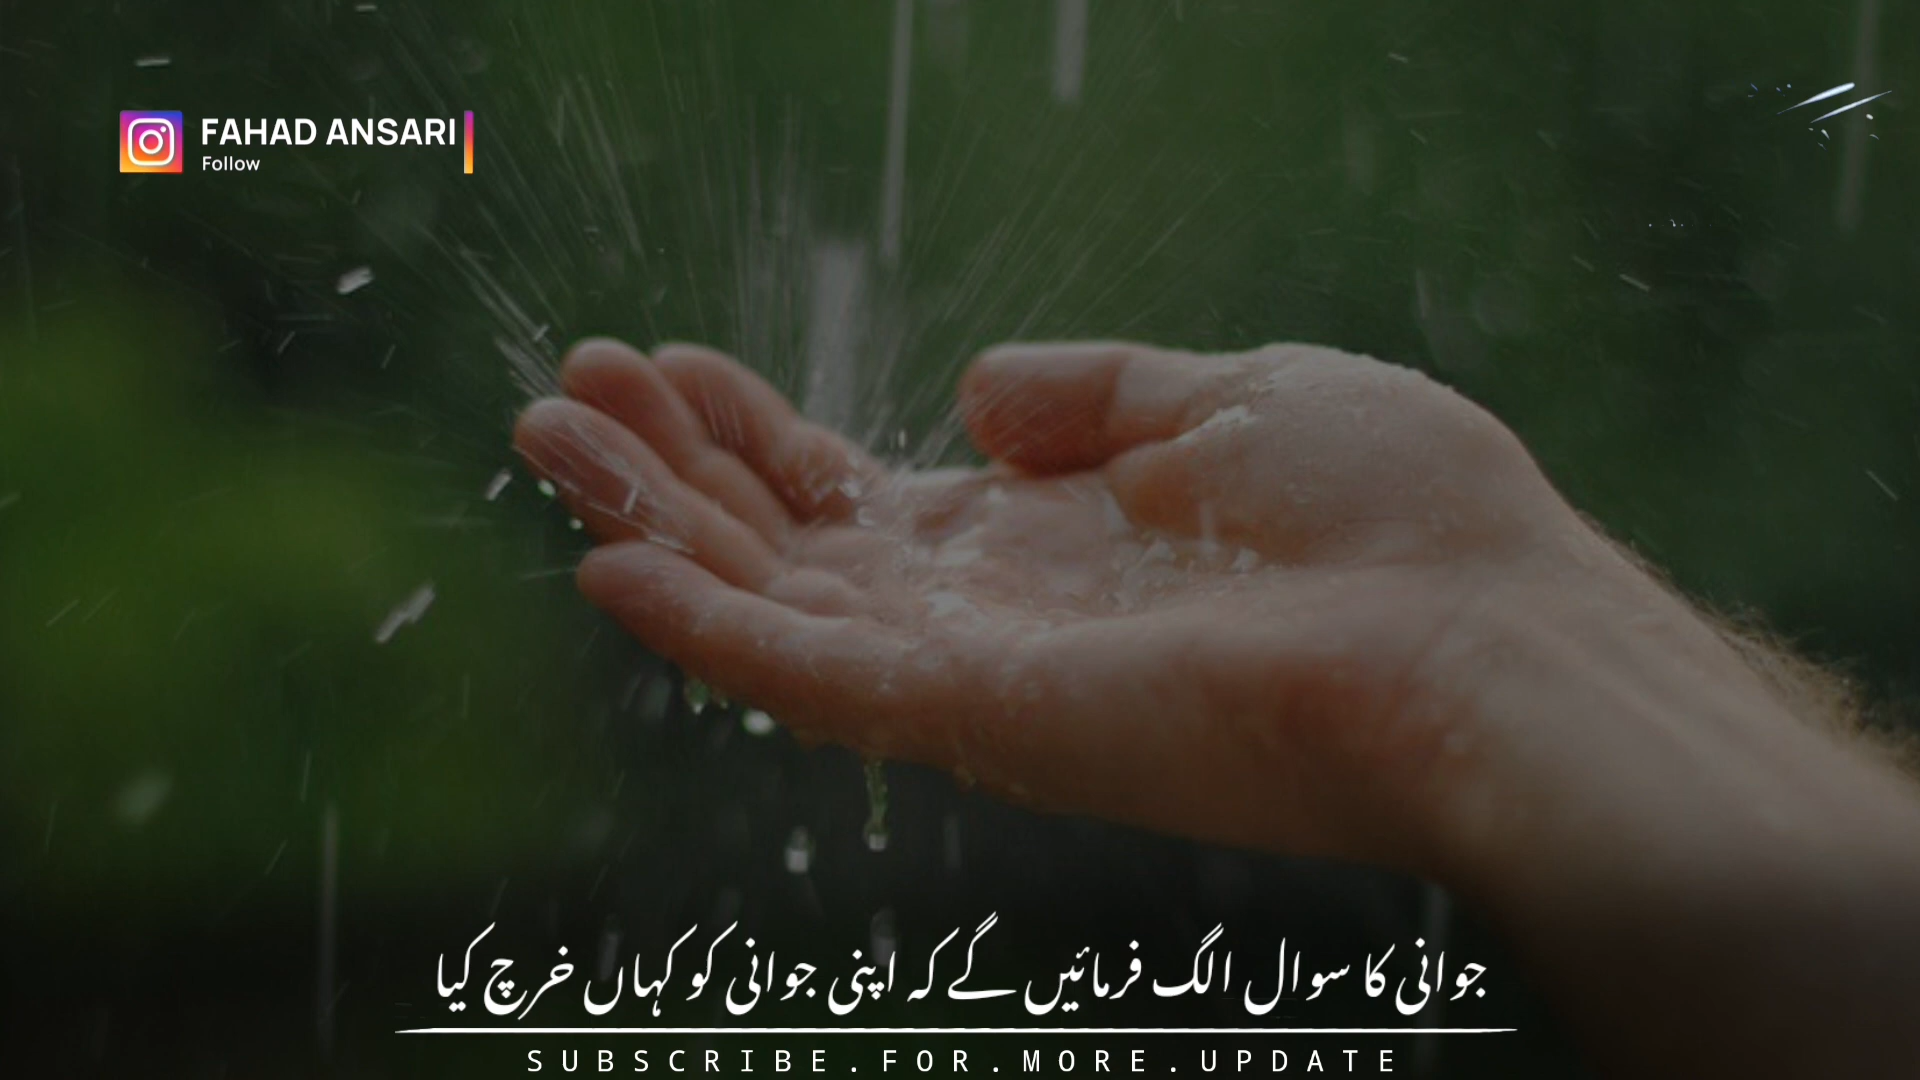 FAHAD ANSARI
Follow
جوانی کا سوال الگ فرمائیں گے کہ اپنی جوانی کو کہاں خرچ کیا
SUBSCRIBE.FOR.MORE.UPDATE